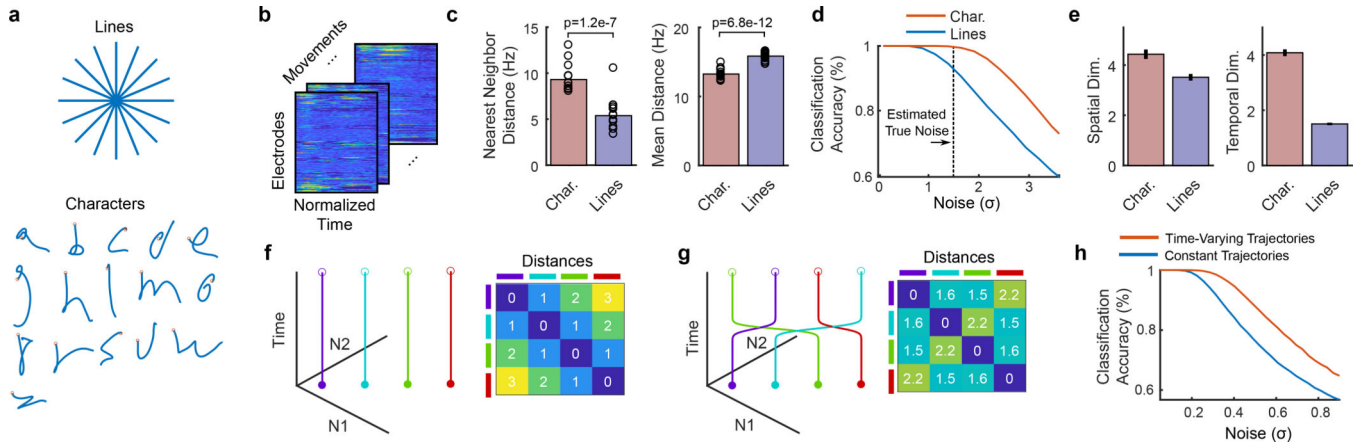 a
Lines
Characters
a b c d e
g h l m o
p r s v w
z
b
Movements
...
Electrodes
...
Normalized
Time
c
p=1.2e-7
Nearest Neighbor
Distance (Hz)
15
10
5
0
Char.
Lines
p=6.8e-12
Mean Distance (Hz)
20
10
0
Char.
Lines
d
Char.
Lines
Classification
Accuracy (%)
1
0.8
0.6
Estimated
True Noise
0 1 2 3
Noise (σ)
e
Spatial Dim.
4
2
0
Char.
Lines
Temporal Dim.
4
2
0
Char.
Lines
f
Time
N2
N1
Distances
0 1 2 3
1 0 1 2
2 1 0 1
3 2 1 0
g
Time
N2
N1
Distances
0 1.6 1.5 2.2
1.6 0 2.2 1.5
1.5 2.2 0 1.6
2.2 1.5 1.6 0
h
Time-Varying Trajectories
Constant Trajectories
Classification
Accuracy (%)
1
0.8
0.6
0.2 0.4 0.6 0.8
Noise (σ)